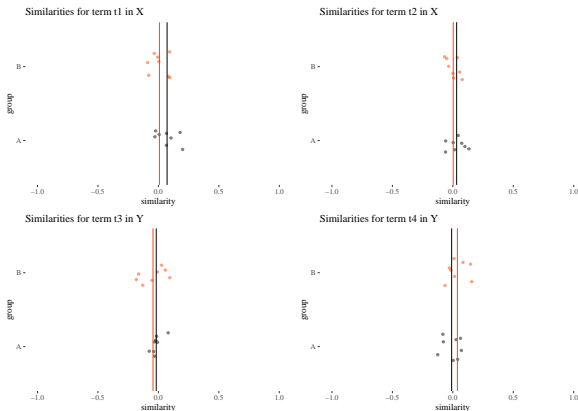 Similarities for term t1 in X
Similarities for term t2 in X
group
B
A
−1.0 −0.5 0.0 0.5 1.0
similarity
group
B
A
−1.0 −0.5 0.0 0.5 1.0
similarity
Similarities for term t3 in Y
Similarities for term t4 in Y
group
B
A
−1.0 −0.5 0.0 0.5 1.0
similarity
group
B
A
−1.0 −0.5 0.0 0.5 1.0
similarity